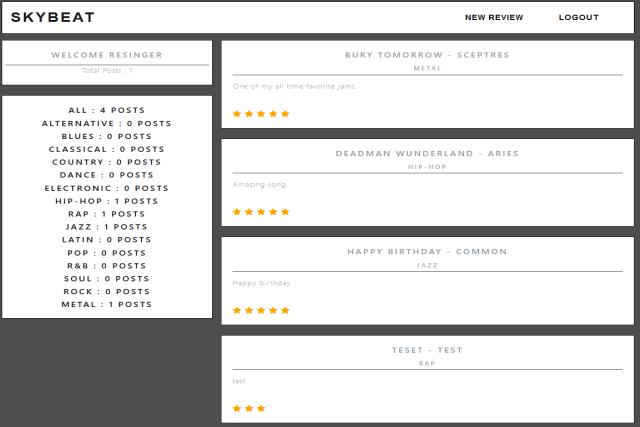 SKYBEAT
NEW REVIEW
LOGOUT
WELCOME RESINGER
Total Posts : 1
ALL : 4 POSTS
ALTERNATIVE : 0 POSTS
BLUES : 0 POSTS
CLASSICAL : 0 POSTS
COUNTRY : 0 POSTS
DANCE : 0 POSTS
ELECTRONIC : 0 POSTS
HIP-HOP : 1 POSTS
RAP : 1 POSTS
JAZZ : 1 POSTS
LATIN : 0 POSTS
POP : 0 POSTS
R&B : 0 POSTS
SOUL : 0 POSTS
ROCK : 0 POSTS
METAL : 1 POSTS
BURY TOMORROW - SCEPTRES
METAL
One of my all time favorite jams.
DEADMAN WUNDERLAND - ARIES
HIP-HOP
Amazing song.
HAPPY BIRTHDAY - COMMON
JAZZ
Happy birthday
TESET - TEST
RAP
test